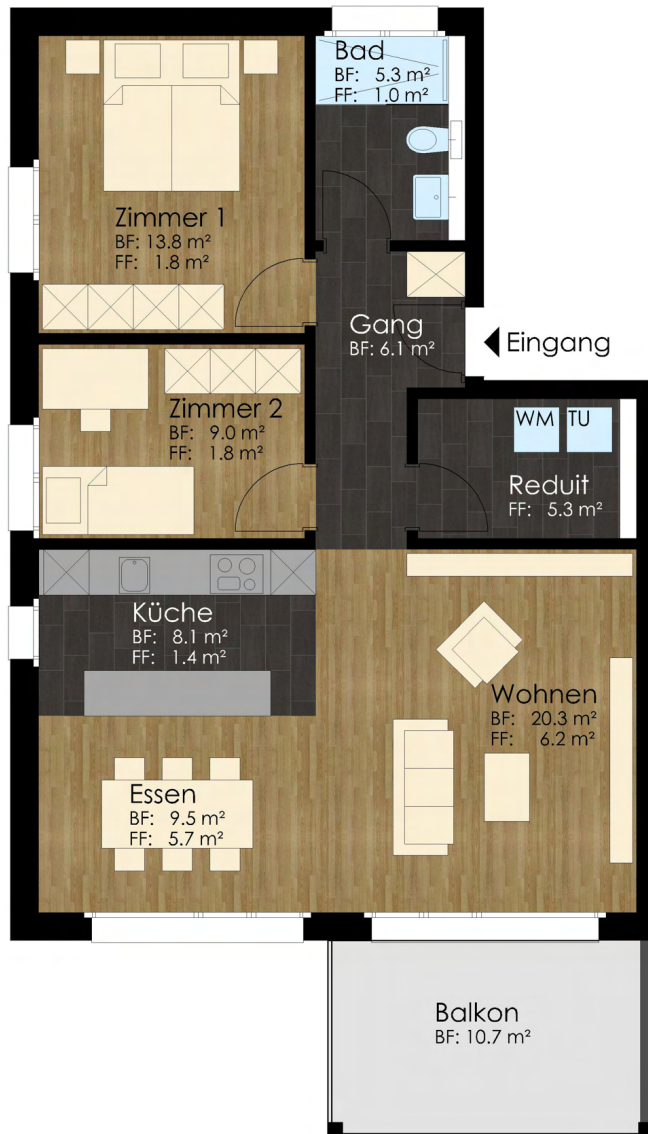 Bad
BF: 5.3 m²
FF: 1.0 m²
Zimmer 1
BF: 13.8 m²
FF: 1.8 m²
Gang
BF: 6.1 m²
Eingang
Zimmer 2
BF: 9.0 m²
FF: 1.8 m²
WM TU
Reduit
FF: 5.3 m²
Küche
BF: 8.1 m²
FF: 1.4 m²
Wohnen
BF: 20.3 m²
FF: 6.2 m²
Essen
BF: 9.5 m²
FF: 5.7 m²
Balkon
BF: 10.7 m²